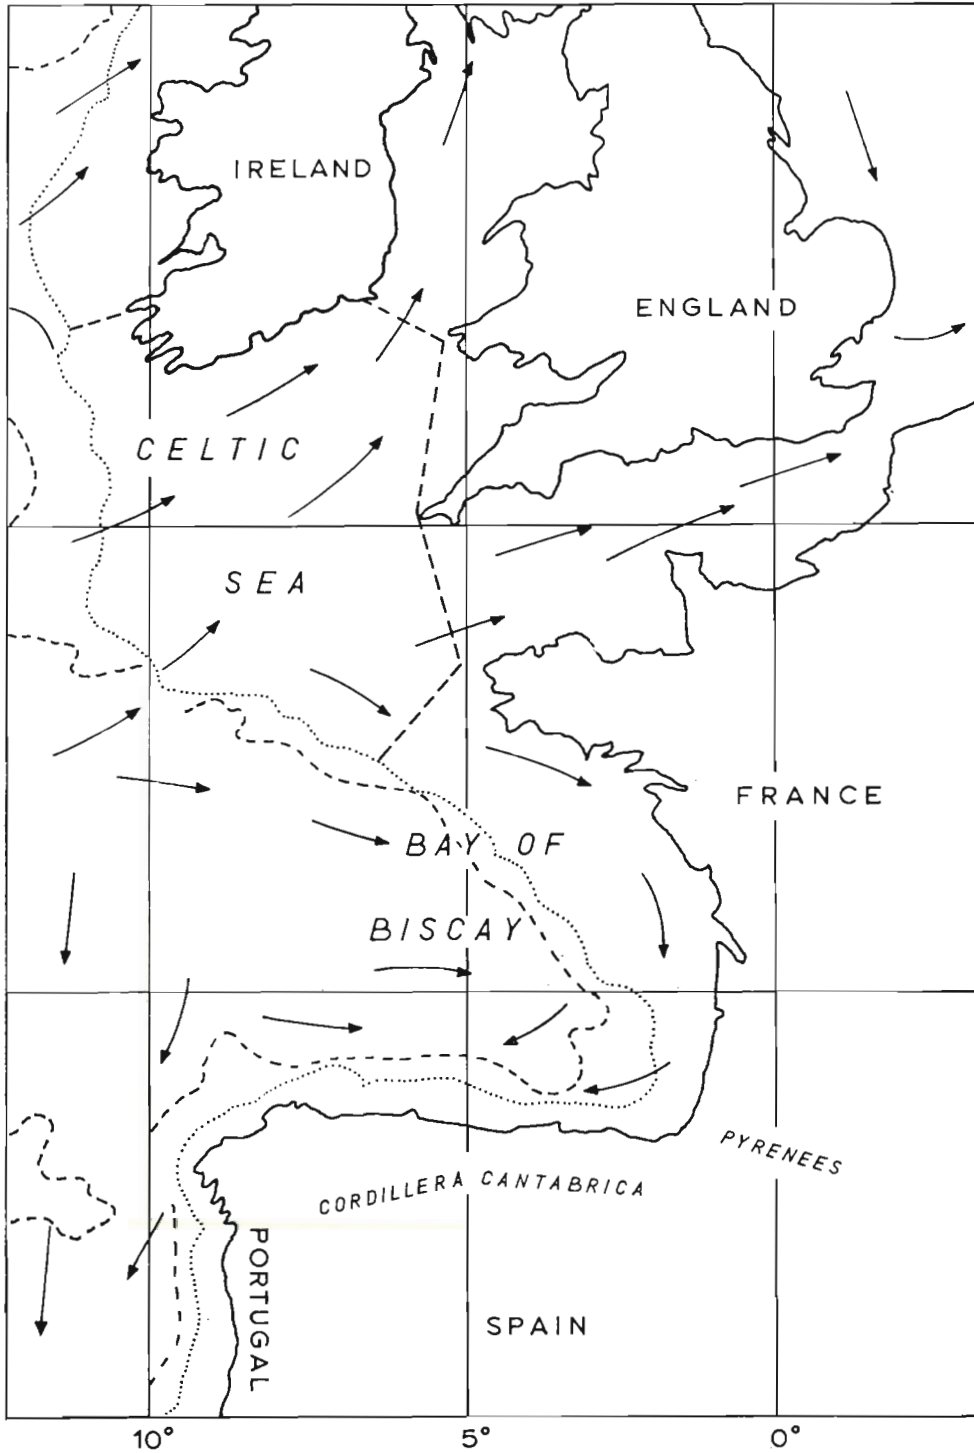 IRELAND
ENGLAND
CELTIC
SEA
FRANCE
BAY OF
BISCAY
PYRENEES
CORDILLERA CANTABRICA
PORTUGAL
SPAIN
10° 5° 0°